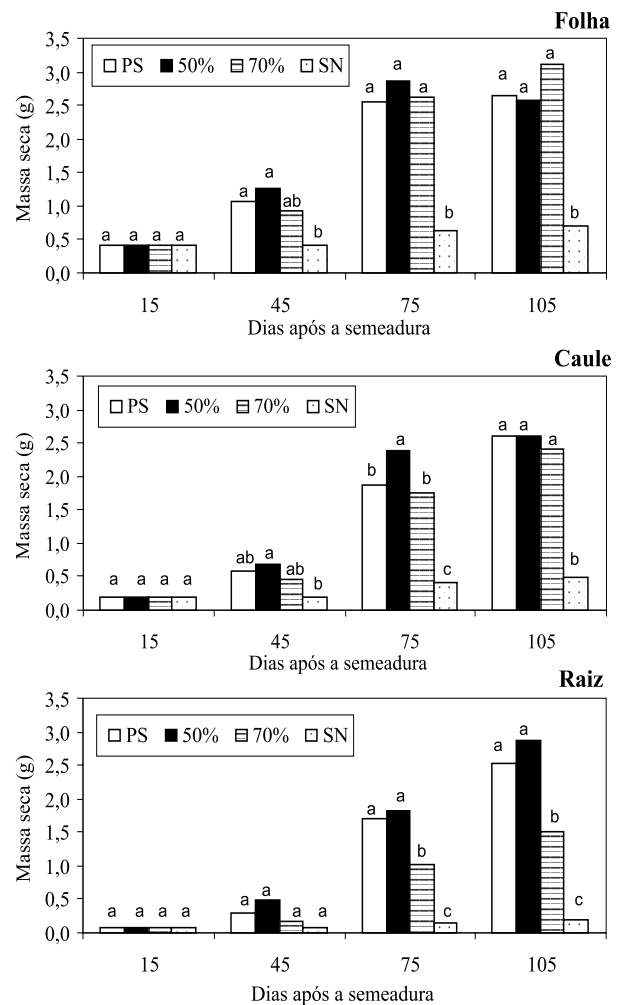 Folha
3,5
3,0
2,5
2,0
1,5
1,0
0,5
0,0
Massa seca (g)
PS 50% 70% SN
a a a a
a a ab b
a a a b
a a a b
15 45 75 105
Dias após a semeadura
Caule
3,5
3,0
2,5
2,0
1,5
1,0
0,5
0,0
Massa seca (g)
PS 50% 70% SN
a a a a
ab a ab b
b a b c
a a a b
15 45 75 105
Dias após a semeadura
Raiz
3,5
3,0
2,5
2,0
1,5
1,0
0,5
0,0
Massa seca (g)
PS 50% 70% SN
a a a a
a a a a
a a b c
a a b c
15 45 75 105
Dias após a semeadura